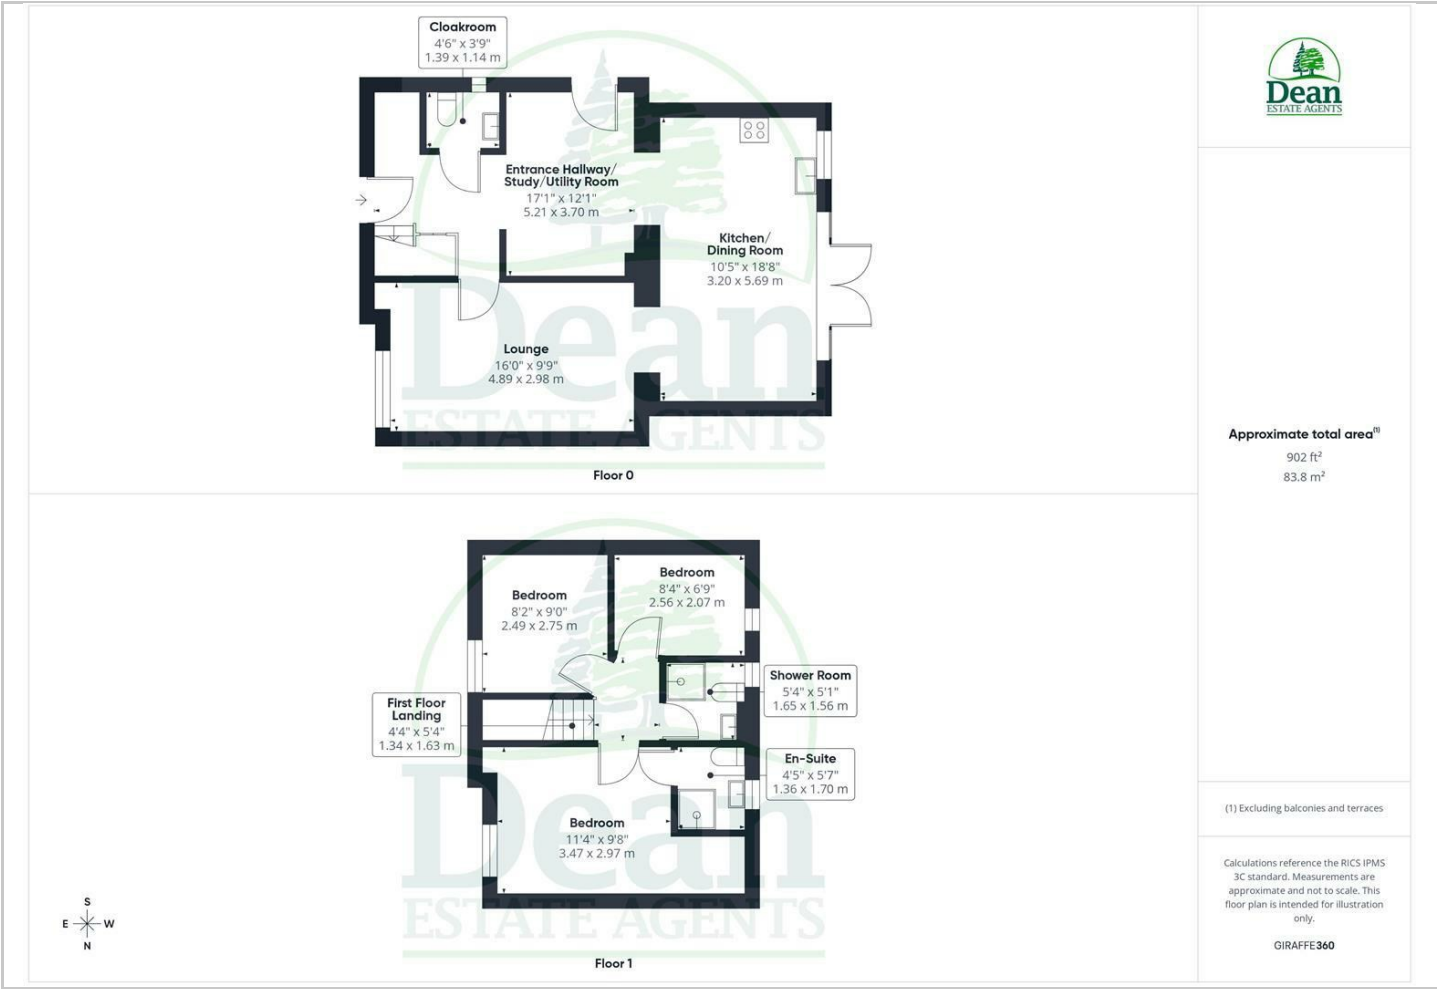 Cloakroom
4'6" x 3'9"
1.39 x 1.14 m
Entrance Hallway/
Study/Utility Room
17'1" x 12'1"
5.21 x 3.70 m
Kitchen/
Dining Room
10'5" x 18'8"
3.20 x 5.69 m
Lounge
16'0" x 9'9"
4.89 x 2.98 m
Dean
ESTATE AGENTS
Floor 0
Bedroom
8'2" x 9'0"
2.49 x 2.75 m
Bedroom
8'4" x 6'9"
2.56 x 2.07 m
Shower Room
5'4" x 5'1"
1.65 x 1.56 m
First Floor
Landing
4'4" x 5'4"
1.34 x 1.63 m
En-Suite
4'5" x 5'7"
1.36 x 1.70 m
Bedroom
11'4" x 9'8"
3.47 x 2.97 m
Dean
ESTATE AGENTS
Floor 1
S
E W
N
Dean
ESTATE AGENTS
Approximate total area(1)
902 ft²
83.8 m²
(1) Excluding balconies and terraces
Calculations reference the RICS IPMS
3C standard. Measurements are
approximate and not to scale. This
floor plan is intended for illustration
only.
GIRAFFE360